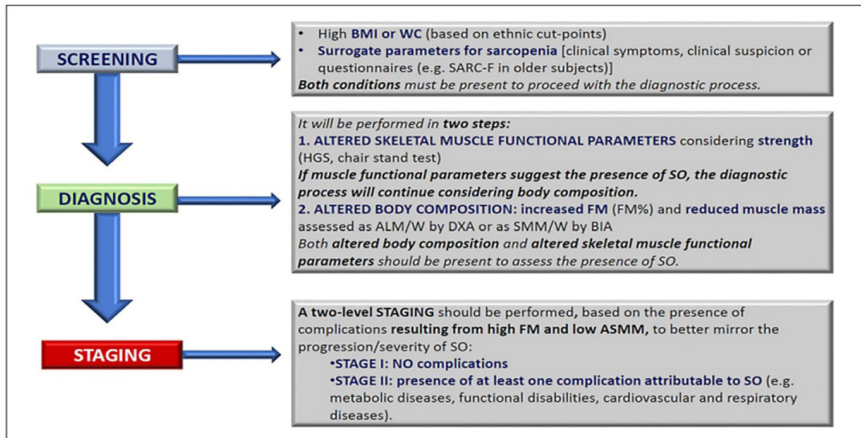 SCREENING
• High BMI or WC (based on ethnic cut-points)
• Surrogate parameters for sarcopenia [clinical symptoms, clinical suspicion or
questionnaires (e.g. SARC-F in older subjects)]
Both conditions must be present to proceed with the diagnostic process.
DIAGNOSIS
It will be performed in two steps:
1. ALTERED SKELETAL MUSCLE FUNCTIONAL PARAMETERS considering strength
(HGS, chair stand test)
If muscle functional parameters suggest the presence of SO, the diagnostic
process will continue considering body composition.
2. ALTERED BODY COMPOSITION: increased FM (FM%) and reduced muscle mass
assessed as ALM/W by DXA or as SMM/W by BIA
Both altered body composition and altered skeletal muscle functional
parameters should be present to assess the presence of SO.
STAGING
A two-level STAGING should be performed, based on the presence of
complications resulting from high FM and low ASMM, to better mirror the
progression/severity of SO:
•STAGE I: NO complications
•STAGE II: presence of at least one complication attributable to SO (e.g.
metabolic diseases, functional disabilities, cardiovascular and respiratory
diseases).